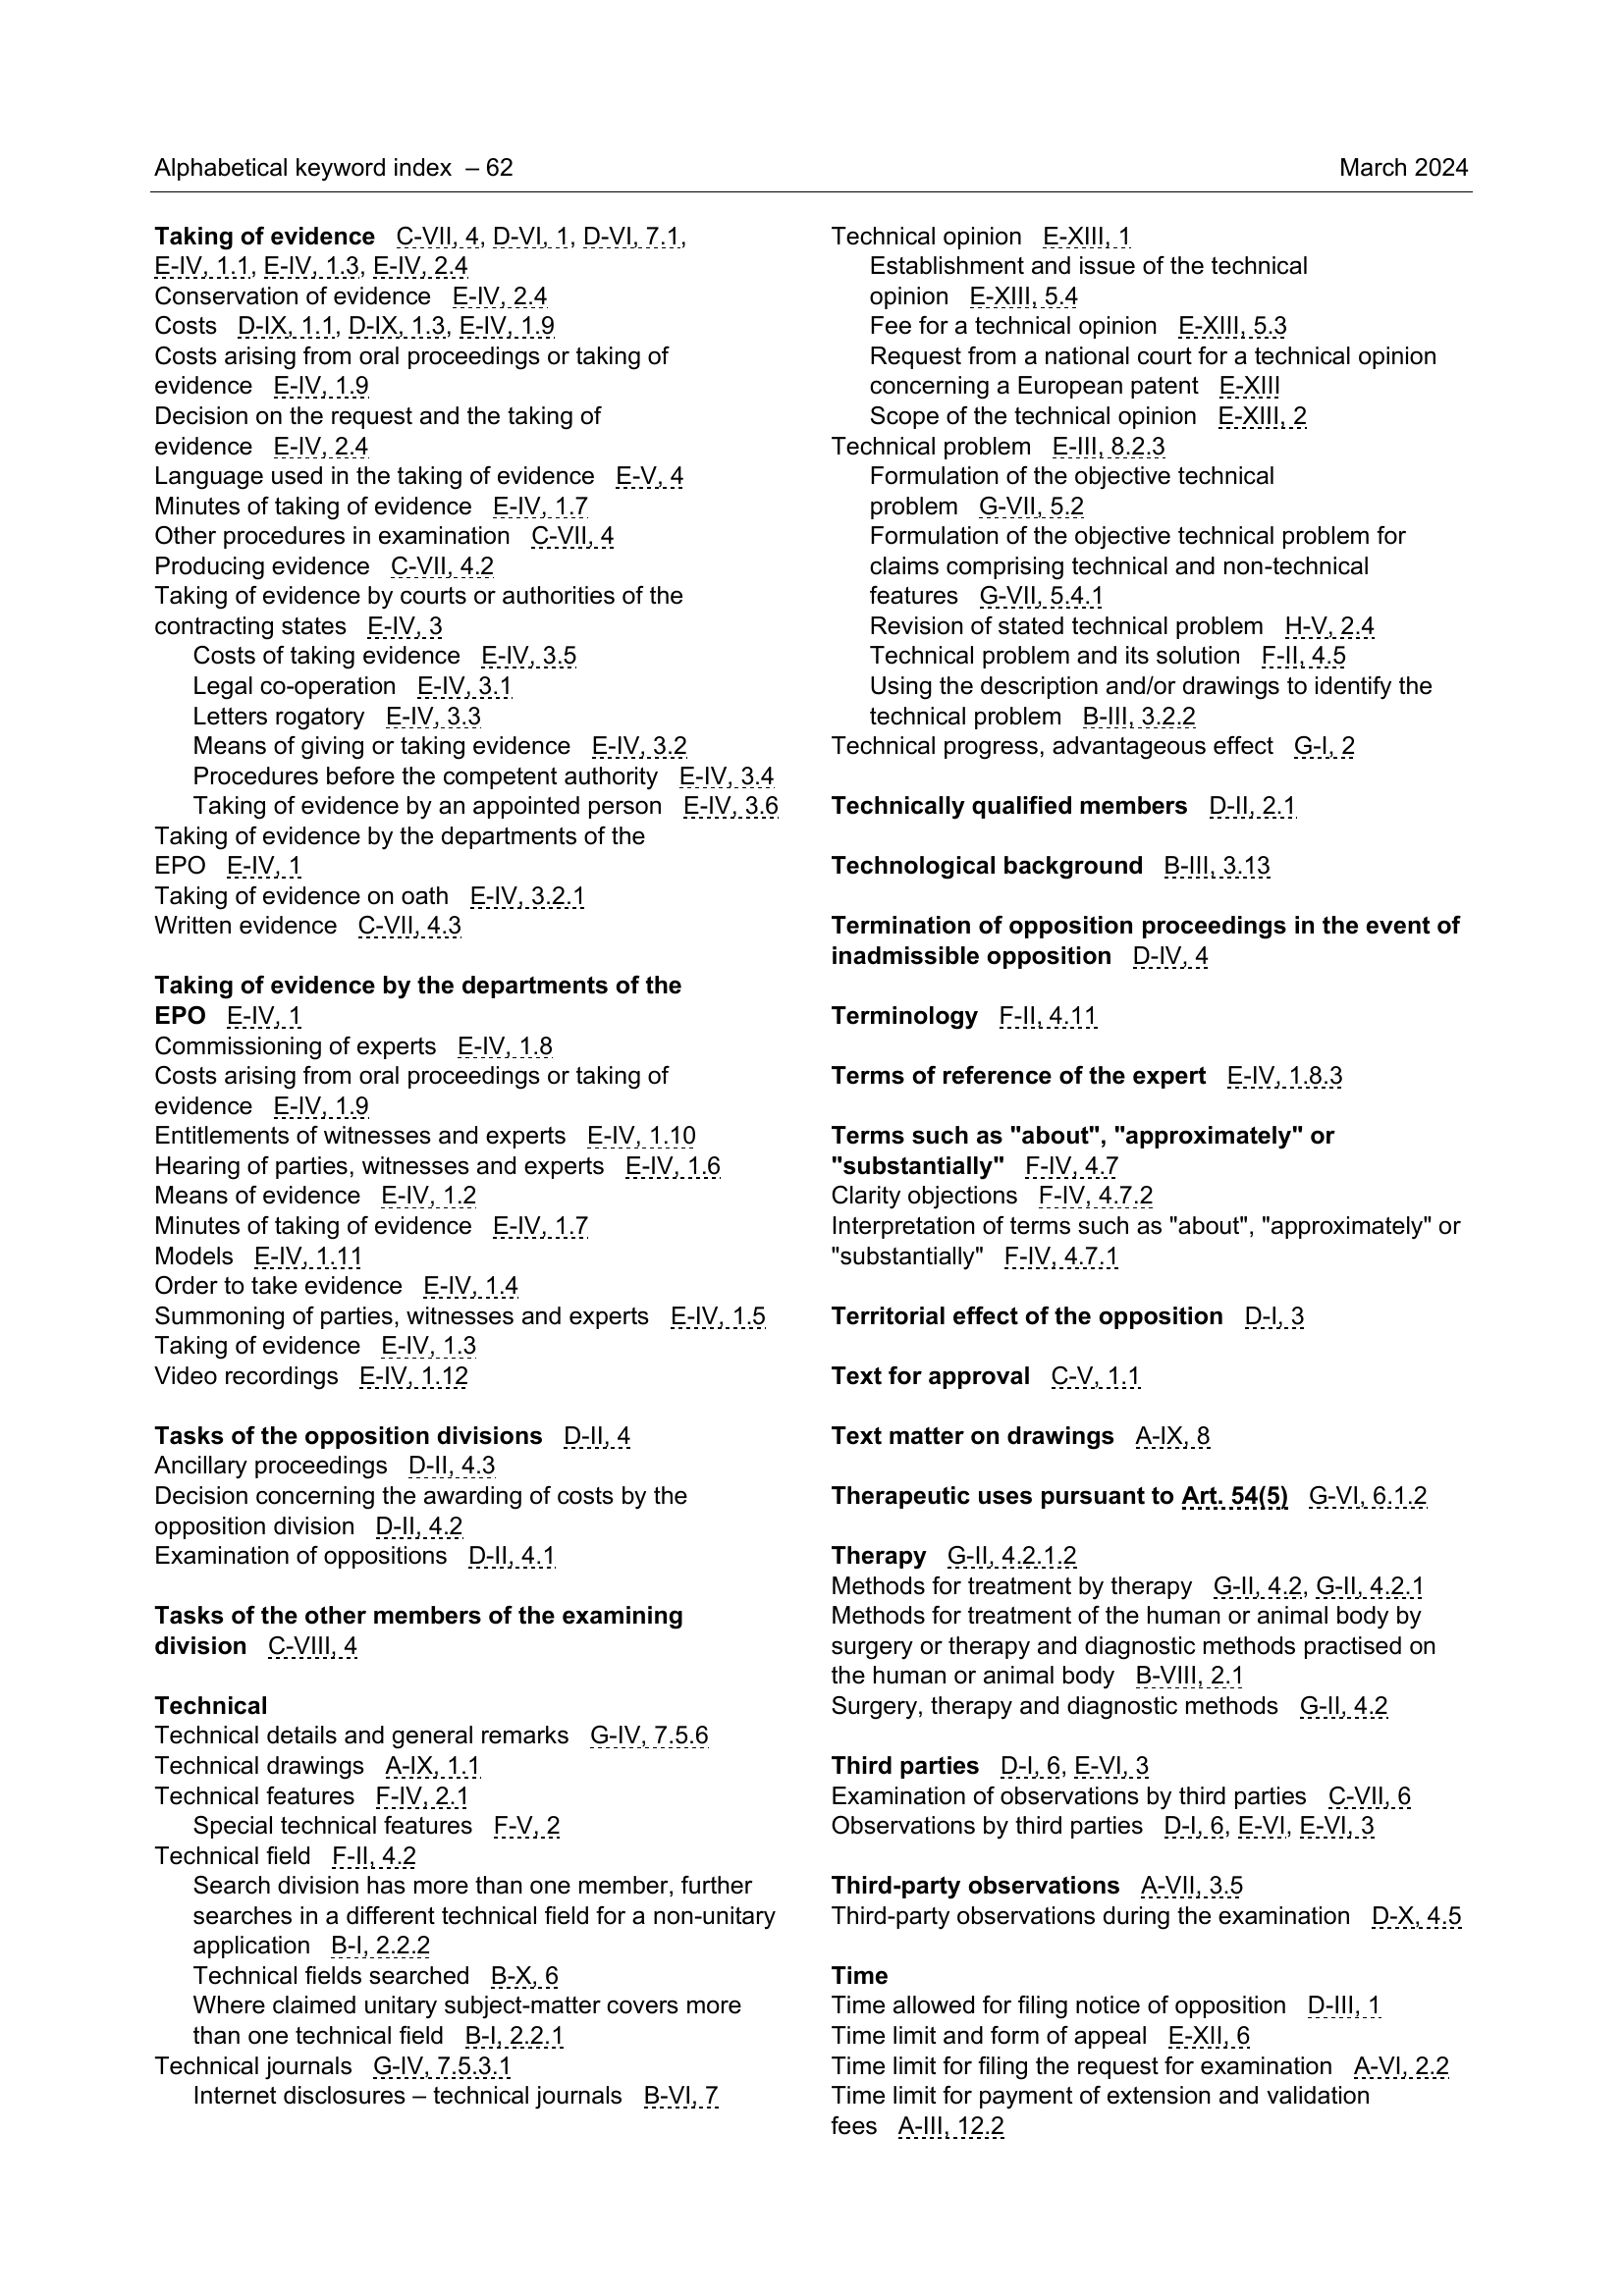 Alphabetical keyword index – 62 March 2024
Taking of evidence C-VII, 4, D-VI, 1, D-VI, 7.1,
E-IV, 1.1, E-IV, 1.3, E-IV, 2.4
Conservation of evidence E-IV, 2.4
Costs D-IX, 1.1, D-IX, 1.3, E-IV, 1.9
Costs arising from oral proceedings or taking of
evidence E-IV, 1.9
Decision on the request and the taking of
evidence E-IV, 2.4
Language used in the taking of evidence E-V, 4
Minutes of taking of evidence E-IV, 1.7
Other procedures in examination C-VII, 4
Producing evidence C-VII, 4.2
Taking of evidence by courts or authorities of the
contracting states E-IV, 3
Costs of taking evidence E-IV, 3.5
Legal co-operation E-IV, 3.1
Letters rogatory E-IV, 3.3
Means of giving or taking evidence E-IV, 3.2
Procedures before the competent authority E-IV, 3.4
Taking of evidence by an appointed person E-IV, 3.6
Taking of evidence by the departments of the
EPO E-IV, 1
Taking of evidence on oath E-IV, 3.2.1
Written evidence C-VII, 4.3
Taking of evidence by the departments of the
EPO E-IV, 1
Commissioning of experts E-IV, 1.8
Costs arising from oral proceedings or taking of
evidence E-IV, 1.9
Entitlements of witnesses and experts E-IV, 1.10
Hearing of parties, witnesses and experts E-IV, 1.6
Means of evidence E-IV, 1.2
Minutes of taking of evidence E-IV, 1.7
Models E-IV, 1.11
Order to take evidence E-IV, 1.4
Summoning of parties, witnesses and experts E-IV, 1.5
Taking of evidence E-IV, 1.3
Video recordings E-IV, 1.12
Tasks of the opposition divisions D-II, 4
Ancillary proceedings D-II, 4.3
Decision concerning the awarding of costs by the
opposition division D-II, 4.2
Examination of oppositions D-II, 4.1
Tasks of the other members of the examining
division C-VIII, 4
Technical
Technical details and general remarks G-IV, 7.5.6
Technical drawings A-IX, 1.1
Technical features F-IV, 2.1
Special technical features F-V, 2
Technical field F-II, 4.2
Search division has more than one member, further
searches in a different technical field for a non-unitary
application B-I, 2.2.2
Technical fields searched B-X, 6
Where claimed unitary subject-matter covers more
than one technical field B-I, 2.2.1
Technical journals G-IV, 7.5.3.1
Internet disclosures – technical journals B-VI, 7
Technical opinion E-XIII, 1
Establishment and issue of the technical
opinion E-XIII, 5.4
Fee for a technical opinion E-XIII, 5.3
Request from a national court for a technical opinion
concerning a European patent E-XIII
Scope of the technical opinion E-XIII, 2
Technical problem E-III, 8.2.3
Formulation of the objective technical
problem G-VII, 5.2
Formulation of the objective technical problem for
claims comprising technical and non-technical
features G-VII, 5.4.1
Revision of stated technical problem H-V, 2.4
Technical problem and its solution F-II, 4.5
Using the description and/or drawings to identify the
technical problem B-III, 3.2.2
Technical progress, advantageous effect G-I, 2
Technically qualified members D-II, 2.1
Technological background B-III, 3.13
Termination of opposition proceedings in the event of
inadmissible opposition D-IV, 4
Terminology F-II, 4.11
Terms of reference of the expert E-IV, 1.8.3
Terms such as "about", "approximately" or
"substantially" F-IV, 4.7
Clarity objections F-IV, 4.7.2
Interpretation of terms such as "about", "approximately" or
"substantially" F-IV, 4.7.1
Territorial effect of the opposition D-I, 3
Text for approval C-V, 1.1
Text matter on drawings A-IX, 8
Therapeutic uses pursuant to Art. 54(5) G-VI, 6.1.2
Therapy G-II, 4.2.1.2
Methods for treatment by therapy G-II, 4.2, G-II, 4.2.1
Methods for treatment of the human or animal body by
surgery or therapy and diagnostic methods practised on
the human or animal body B-VIII, 2.1
Surgery, therapy and diagnostic methods G-II, 4.2
Third parties D-I, 6, E-VI, 3
Examination of observations by third parties C-VII, 6
Observations by third parties D-I, 6, E-VI, E-VI, 3
Third-party observations A-VII, 3.5
Third-party observations during the examination D-X, 4.5
Time
Time allowed for filing notice of opposition D-III, 1
Time limit and form of appeal E-XII, 6
Time limit for filing the request for examination A-VI, 2.2
Time limit for payment of extension and validation
fees A-III, 12.2